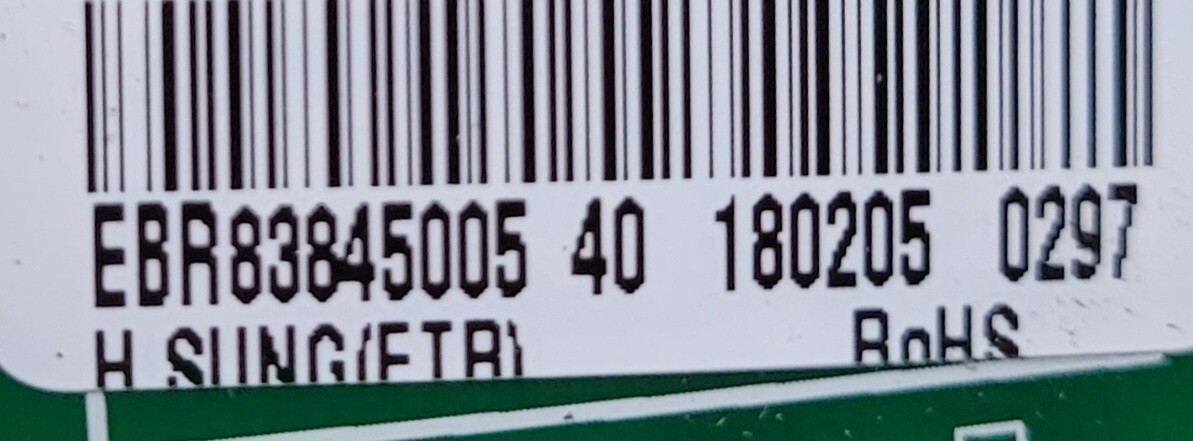 EBR83845005 40 180205 0297
H.SUNG(ETR) RoHS